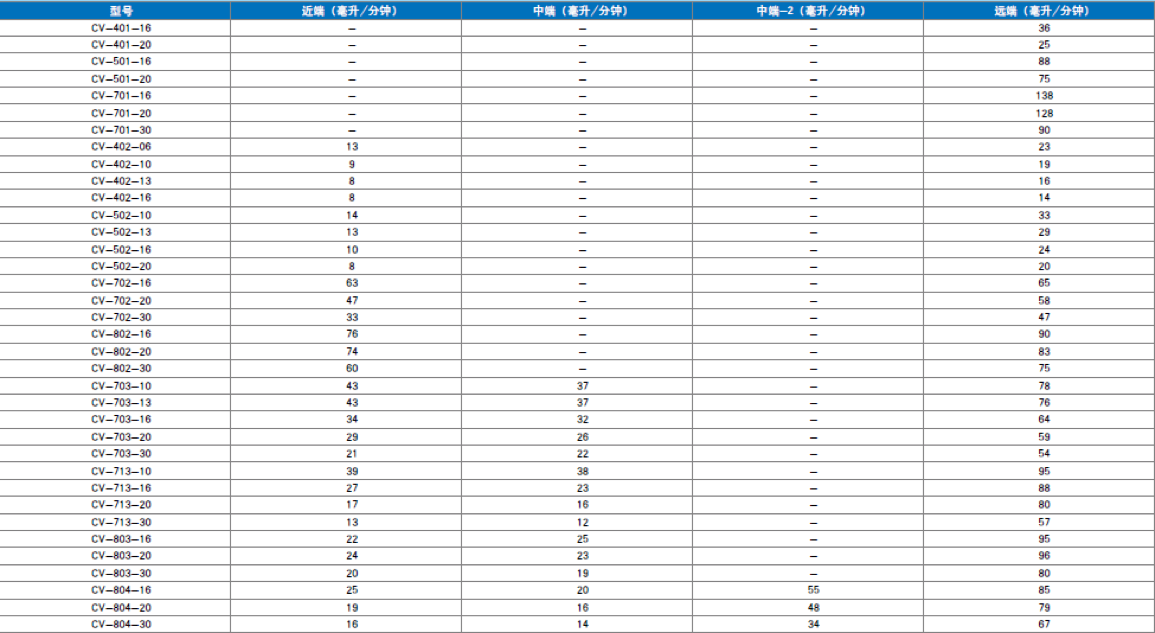 型号 近端（毫升/分钟） 中端（毫升/分钟） 中端–2（毫升/分钟） 远端（毫升/分钟）
CV–401–16 – – – 36
CV–401–20 – – – 25
CV–501–16 – – – 88
CV–501–20 – – – 75
CV–701–16 – – – 138
CV–701–20 – – – 128
CV–701–30 – – – 90
CV–402–06 13 – – 23
CV–402–10 9 – – 19
CV–402–13 8 – – 16
CV–402–16 8 – – 14
CV–502–10 14 – – 33
CV–502–13 13 – – 29
CV–502–16 10 – – 24
CV–502–20 8 – – 20
CV–702–16 63 – – 65
CV–702–20 47 – – 58
CV–702–30 33 – – 47
CV–802–16 76 – – 90
CV–802–20 74 – – 83
CV–802–30 60 – – 75
CV–703–10 43 37 – 78
CV–703–13 43 37 – 76
CV–703–16 34 32 – 64
CV–703–20 29 26 – 59
CV–703–30 21 22 – 54
CV–713–10 39 38 – 95
CV–713–16 27 23 – 88
CV–713–20 17 16 – 80
CV–713–30 13 12 – 57
CV–803–16 22 25 – 95
CV–803–20 24 23 – 96
CV–803–30 20 19 – 80
CV–804–16 25 20 55 85
CV–804–20 19 16 48 79
CV–804–30 16 14 34 67